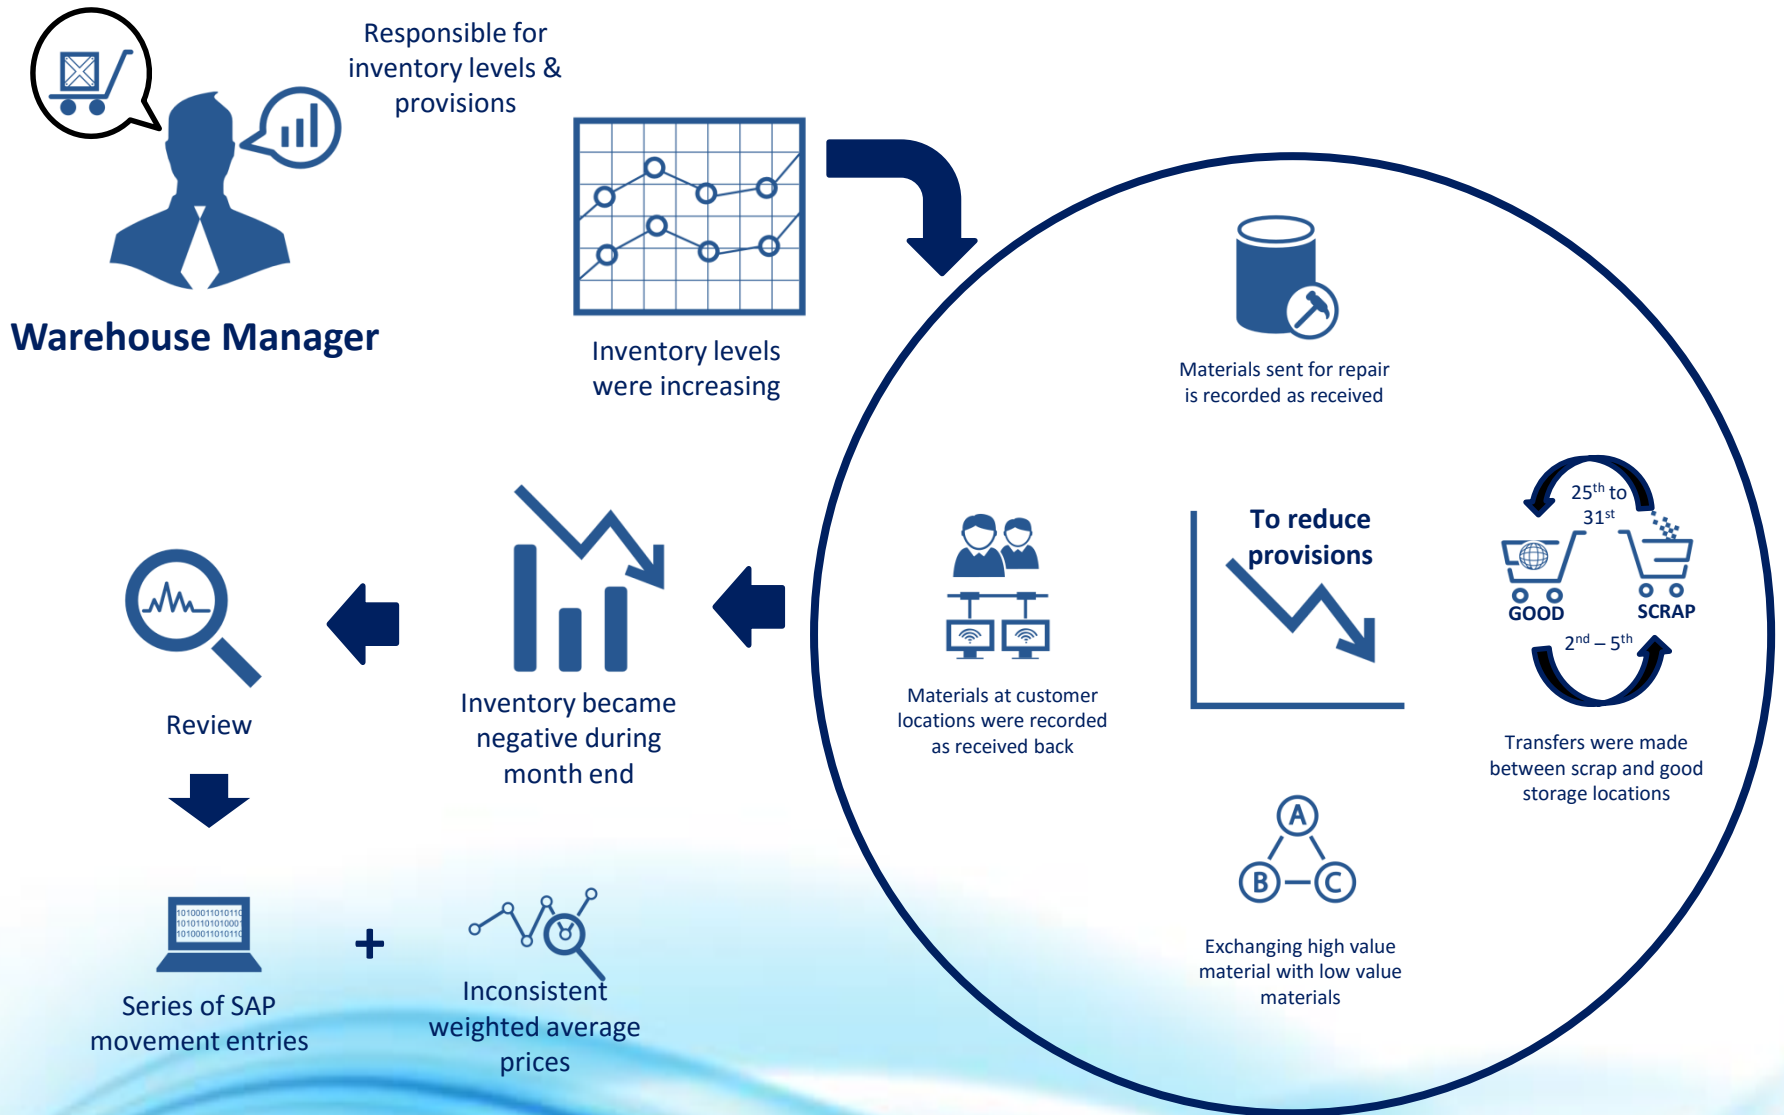 Responsible for
inventory levels &
provisions
Warehouse Manager
Inventory levels
were increasing
Materials sent for repair
is recorded as received
To reduce
provisions
25th to
31st
GOOD
SCRAP
2nd – 5th
Transfers were made
between scrap and good
storage locations
Materials at customer
locations were recorded
as received back
A
B
C
Exchanging high value
material with low value
materials
Inventory became
negative during
month end
Review
10100011010110
10101101010001
10100011010110
Series of SAP
movement entries
+
Inconsistent
weighted average
prices